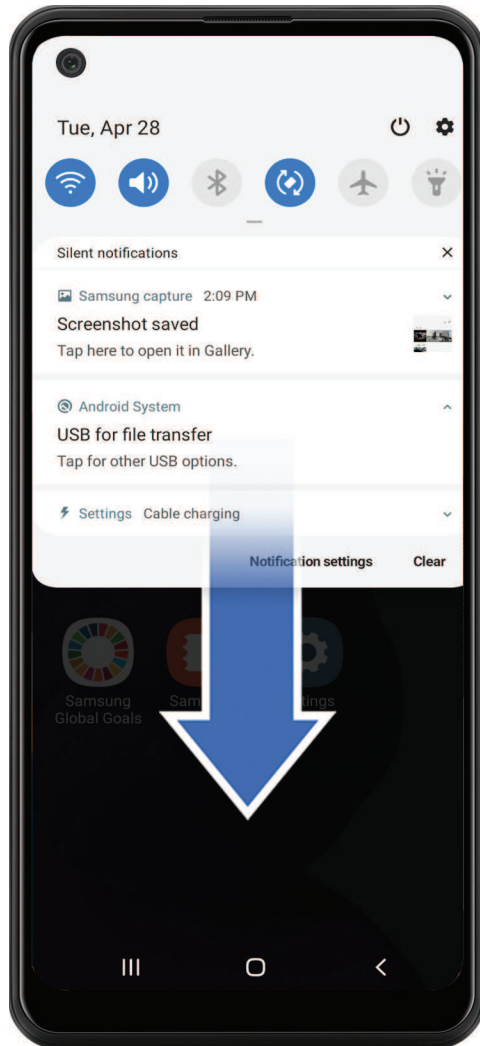 Tue, Apr 28
Silent notifications
Samsung capture 2:09 PM
Screenshot saved
Tap here to open it in Gallery.
Android System
USB for file transfer
Tap for other USB options.
Settings Cable charging
Notification settings Clear
Samsung
Global Goals